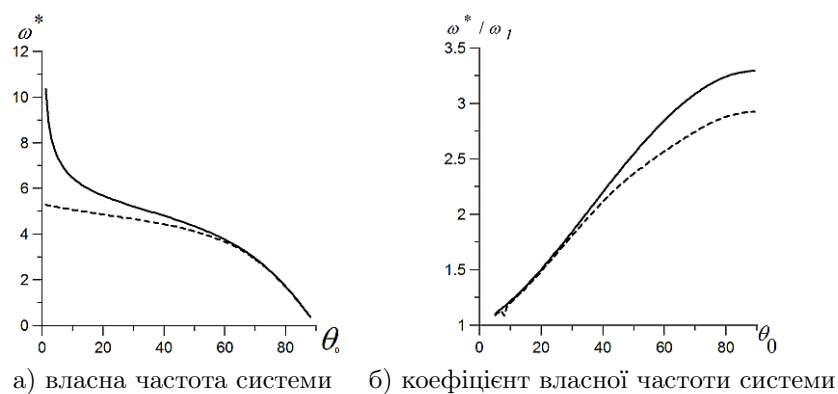 ω*
12
10
8
6
4
2
0
0 20 40 60 80 θ₀
ω* / ω₁
3.5
3
2.5
2
1.5
1
0 20 40 60 80 θ₀
а) власна частота системи
б) коефіцієнт власної частоти системи